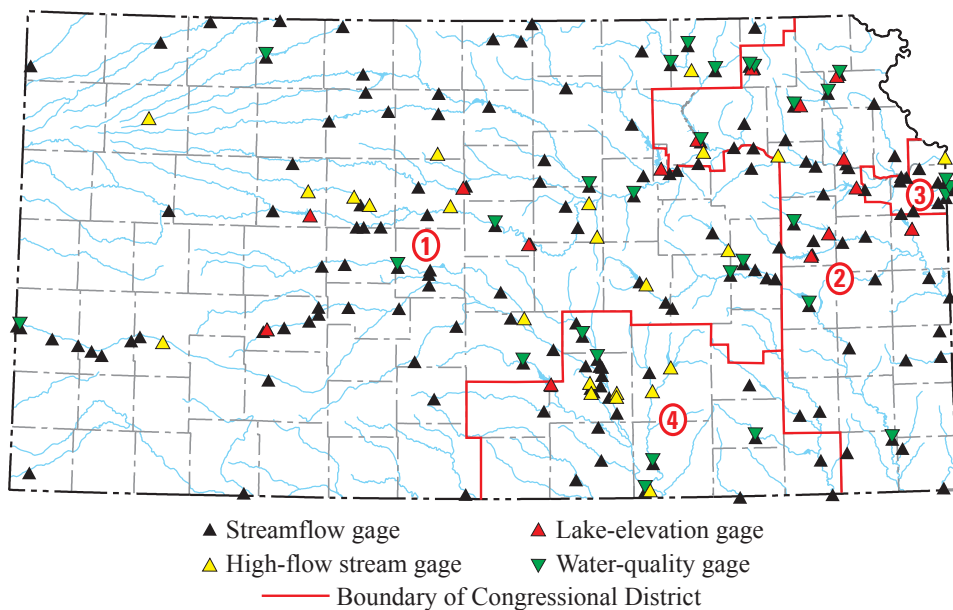 3
1
2
4
Streamflow gage
Lake-elevation gage
High-flow stream gage
Water-quality gage
Boundary of Congressional District